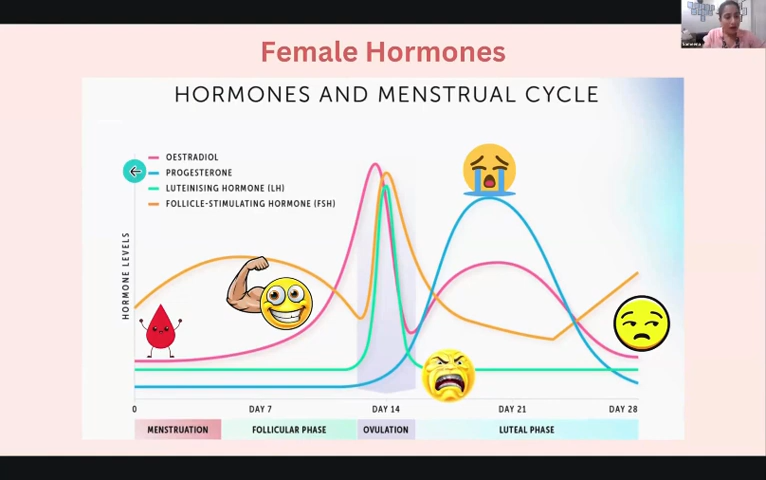 Female Hormones
HORMONES AND MENSTRUAL CYCLE
OESTRADIOL
PROGESTERONE
LUTEINISING HORMONE (LH)
FOLLICLE-STIMULATING HORMONE (FSH)
HORMONE LEVELS
0 DAY 7 DAY 14 DAY 21 DAY 28
MENSTRUATION FOLLICULAR PHASE OVULATION LUTEAL PHASE